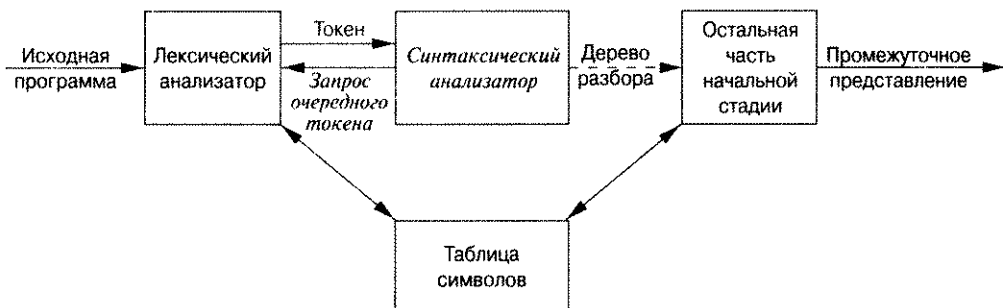 Исходная
программа
Лексический
анализатор
Токен
Запрос
очередного
токена
Синтаксический
анализатор
Дерево
разбора
Остальная
часть
начальной
стадии
Промежуточное
представление
Таблица
символов